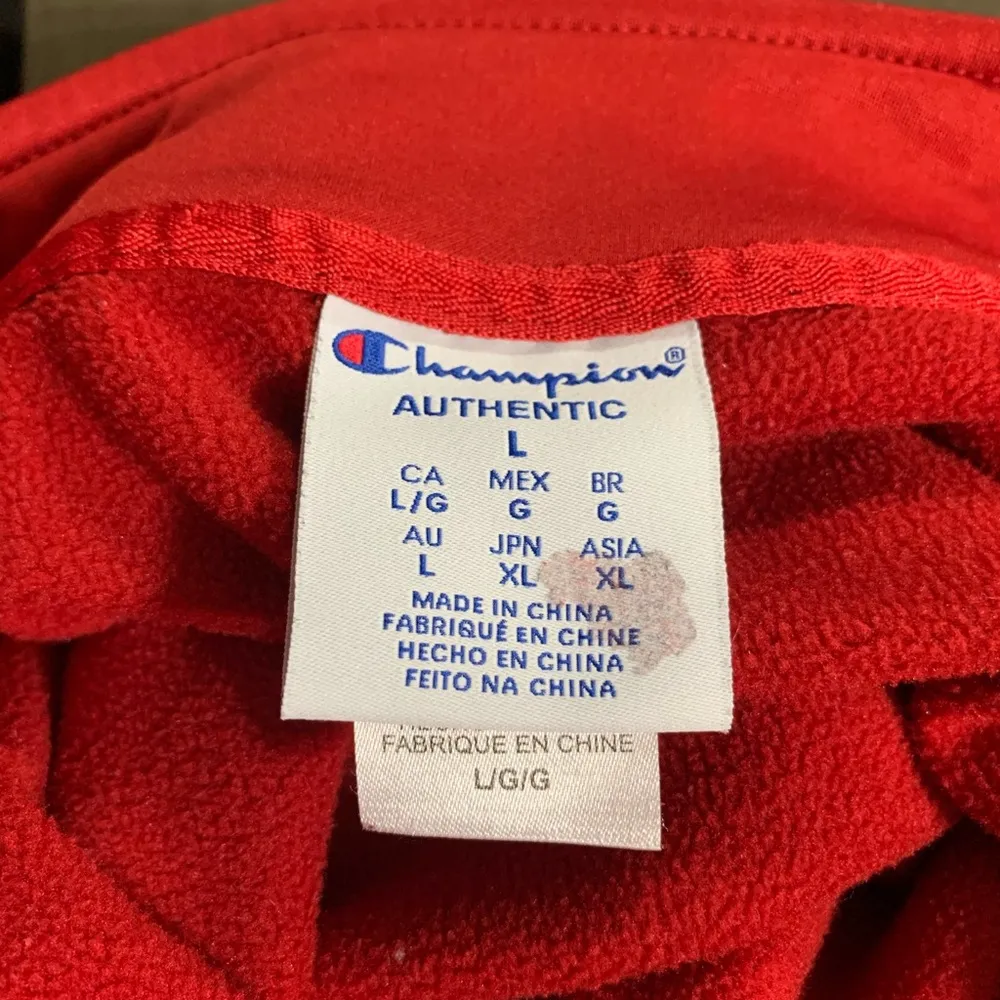 Champion®
AUTHENTIC
L
CA MEX BR
L/G G G
AU JPN ASIA
L XL XL
MADE IN CHINA
FABRIQUÉ EN CHINE
HECHO EN CHINA
FEITO NA CHINA
FABRIQUE EN CHINE
L/G/G